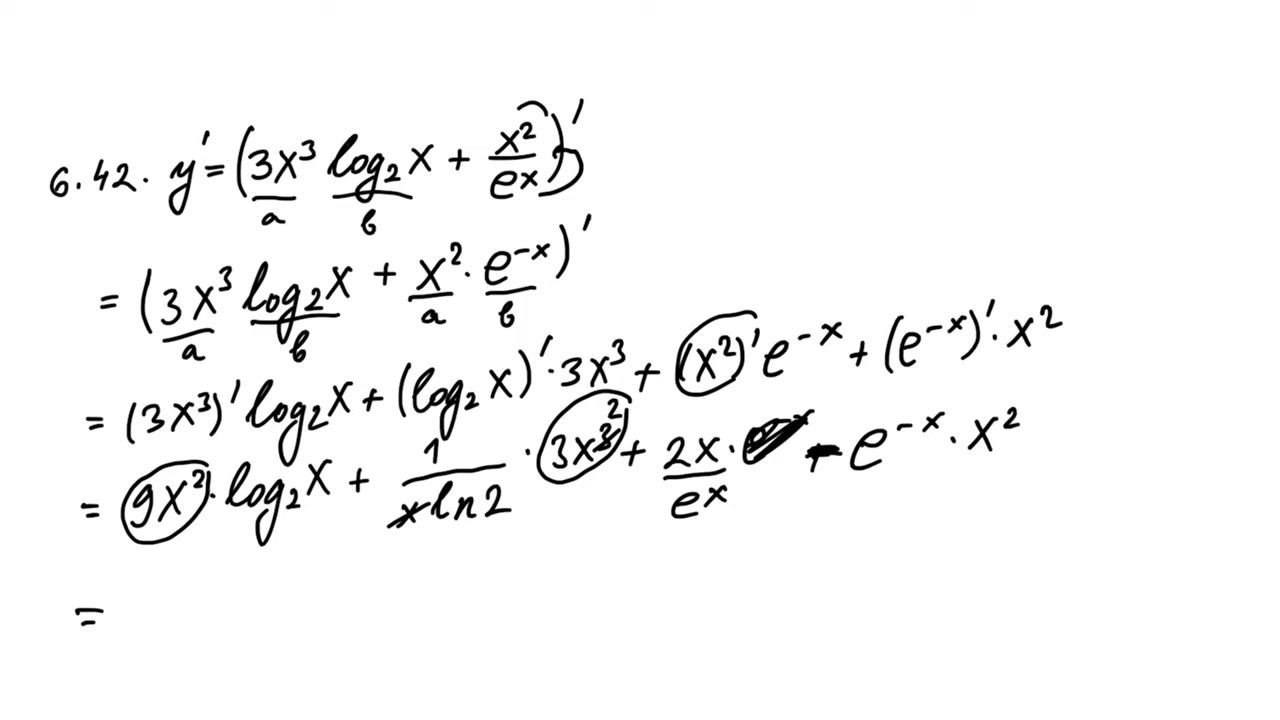 6.42. y' = (3x³ log₂x + x²/eˣ)'
a b
= (3x³ log₂x + x² · e⁻ˣ)'
a b a b
= (3x³)' log₂x + (log₂x)' · 3x³ + (x²)' e⁻ˣ + (e⁻ˣ)' · x²
= 9x² · log₂x + 1/(x ln2) · 3x² + 2x/eˣ · - e⁻ˣ · x²
=